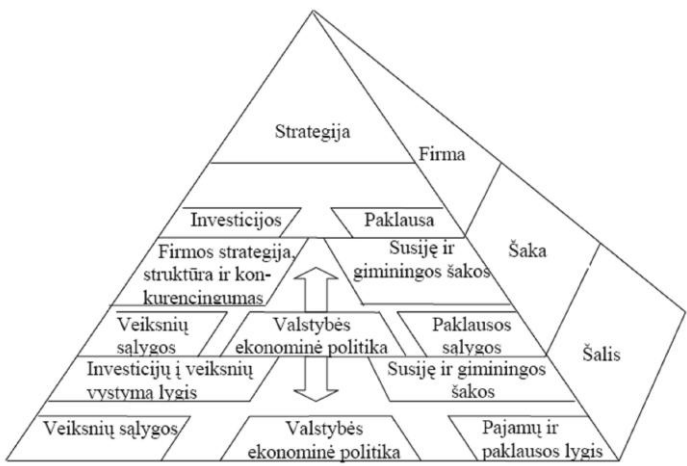 Strategija
Firma
Investicijos
Paklausa
Firmos strategija,
struktūra ir kon-
kurencingumas
Susiję ir
giminingos šakos
Šaka
Veiksnių
sąlygos
Valstybės
ekonominė politika
Paklausos
sąlygos
Šalis
Investicijų į veiksnių
vystyma lygis
Susiję ir giminingos
šakos
Veiksnių sąlygos
Valstybės
ekonominė politika
Pajamų ir
paklausos lygis